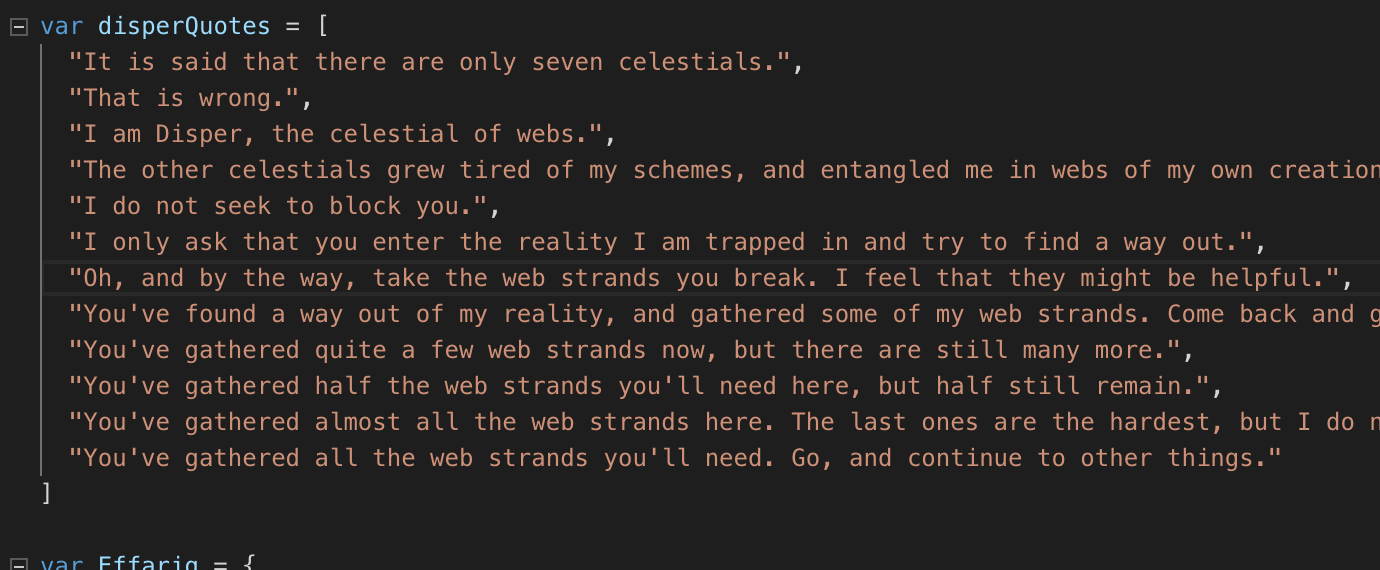 var disperQuotes = [
"It is said that there are only seven celestials.",
"That is wrong.",
"I am Disper, the celestial of webs.",
"The other celestials grew tired of my schemes, and entangled me in webs of my own creation
"I do not seek to block you.",
"I only ask that you enter the reality I am trapped in and try to find a way out.",
"Oh, and by the way, take the web strands you break. I feel that they might be helpful.",
"You've found a way out of my reality, and gathered some of my web strands. Come back and g
"You've gathered quite a few web strands now, but there are still many more.",
"You've gathered half the web strands you'll need here, but half still remain.",
"You've gathered almost all the web strands here. The last ones are the hardest, but I do n
"You've gathered all the web strands you'll need. Go, and continue to other things."
]
var Effarig = {